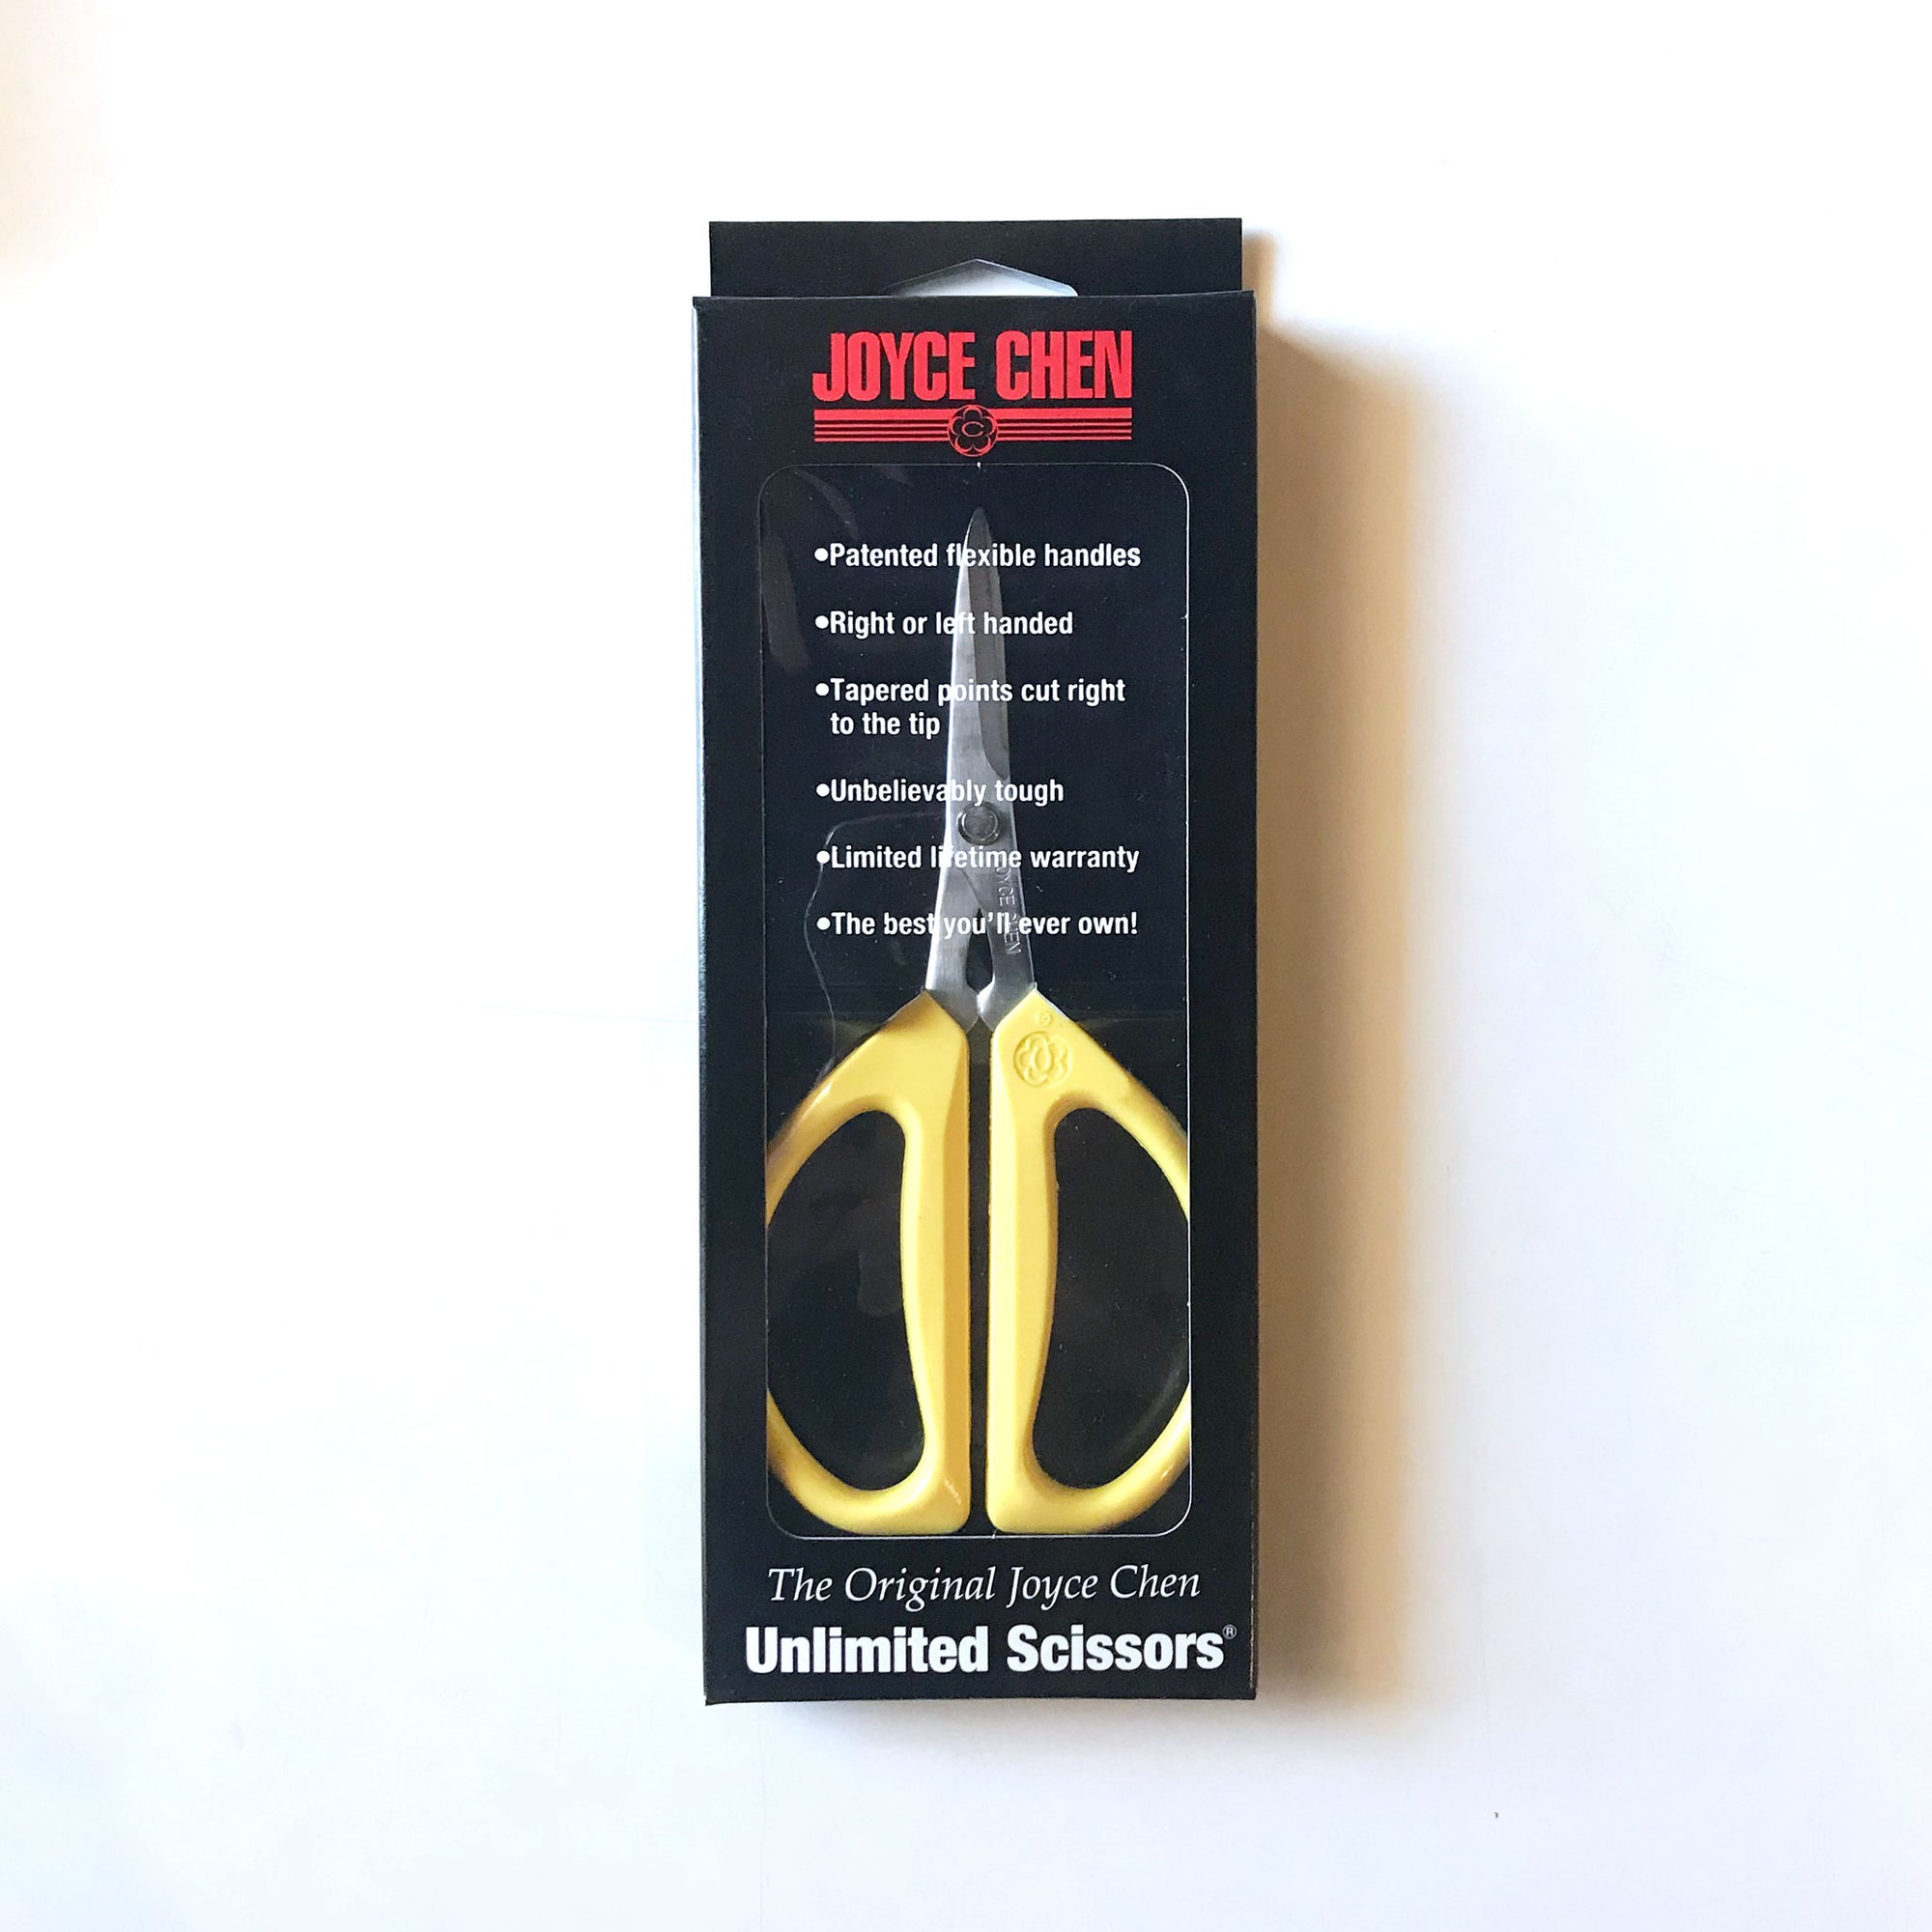 JOYCE CHEN
C
•Patented flexible handles
•Right or left handed
•Tapered points cut right
to the tip
•Unbelievably tough
•Limited lifetime warranty
•The best you'll ever own!
JOYCE CHEN
The Original Joyce Chen
Unlimited Scissors®